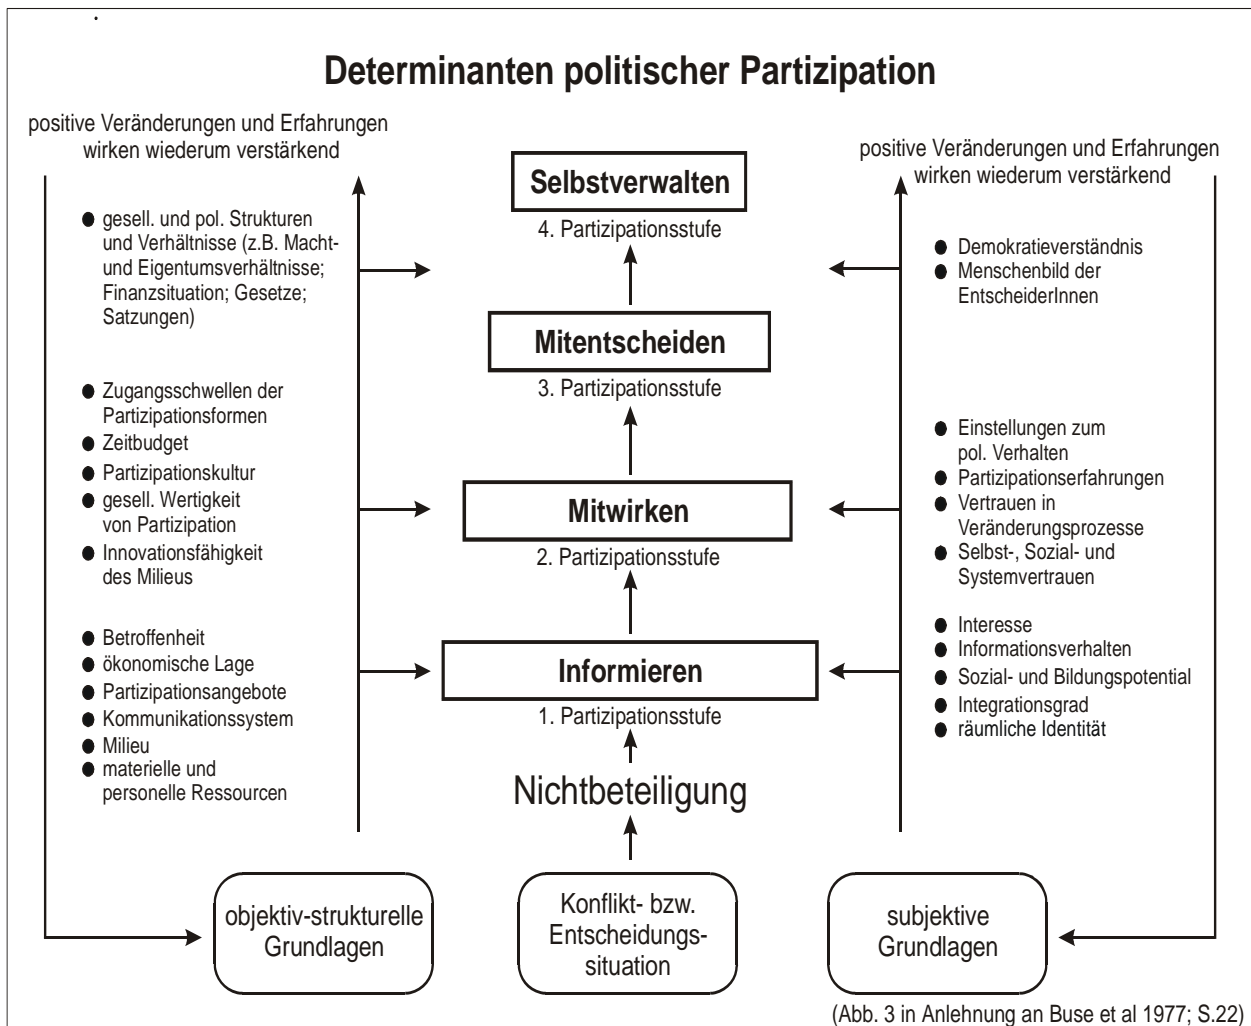 Determinanten politischer Partizipation
positive Veränderungen und Erfahrungen
wirken wiederum verstärkend
● gesell. und pol. Strukturen
und Verhältnisse (z.B. Macht-
und Eigentumsverhältnisse;
Finanzsituation; Gesetze;
Satzungen)
● Zugangsschwellen der
Partizipationsformen
● Zeitbudget
● Partizipationskultur
● gesell. Wertigkeit
von Partizipation
● Innovationsfähigkeit
des Milieus
● Betroffenheit
● ökonomische Lage
● Partizipationsangebote
● Kommunikationssystem
● Milieu
● materielle und
personelle Ressourcen
objektiv-strukturelle
Grundlagen
Selbstverwalten
4. Partizipationsstufe
Mitentscheiden
3. Partizipationsstufe
Mitwirken
2. Partizipationsstufe
Informieren
1. Partizipationsstufe
Nichtbeteiligung
Konflikt- bzw.
Entscheidungs-
situation
positive Veränderungen und Erfahrungen
wirken wiederum verstärkend
● Demokratieverständnis
● Menschenbild der
EntscheiderInnen
● Einstellungen zum
pol. Verhalten
● Partizipationserfahrungen
● Vertrauen in
Veränderungsprozesse
● Selbst-, Sozial- und
Systemvertrauen
● Interesse
● Informationsverhalten
● Sozial- und Bildungspotential
● Integrationsgrad
● räumliche Identität
subjektive
Grundlagen
(Abb. 3 in Anlehnung an Buse et al 1977; S.22)